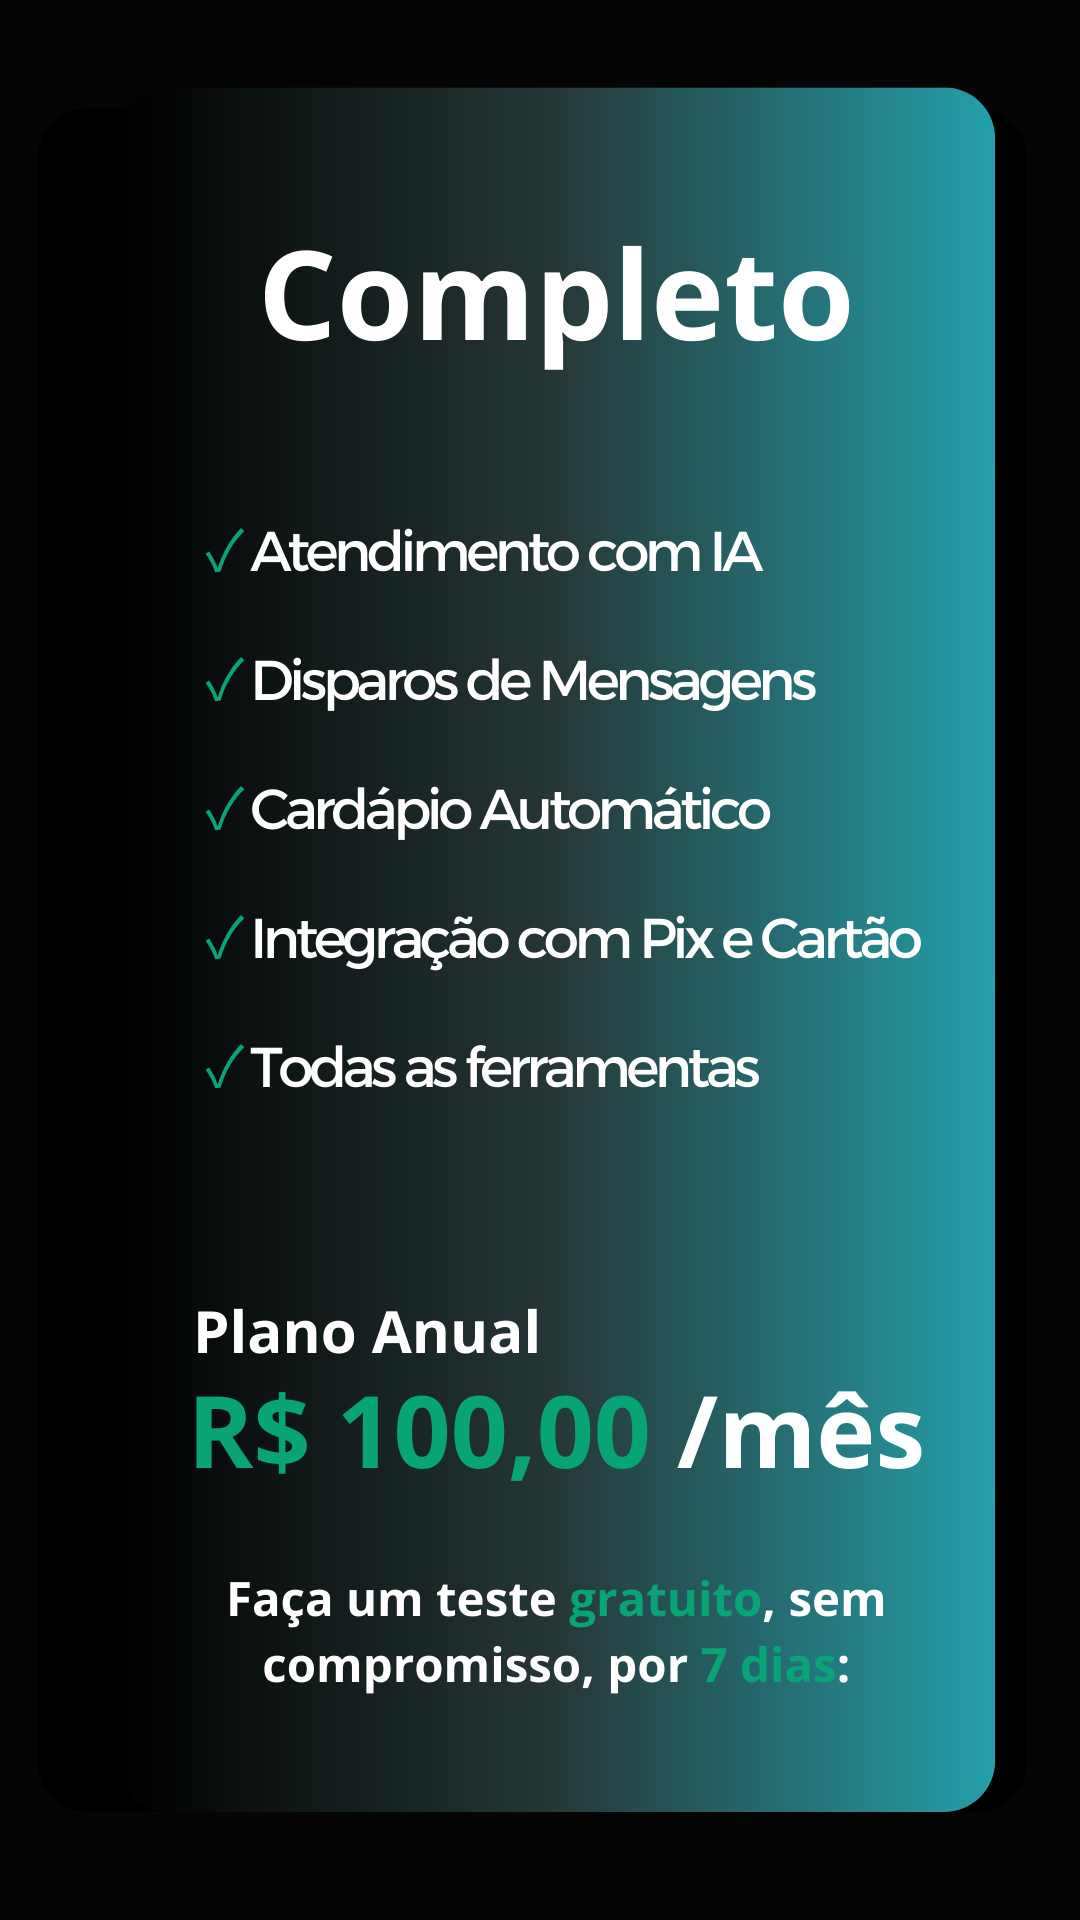 Completo
✓ Atendimento com IA
✓ Disparos de Mensagens
✓ Cardápio Automático
✓ Integração com Pix e Cartão
✓ Todas as ferramentas
Plano Anual
R$ 100,00 /mês
Faça um teste gratuito, sem
compromisso, por 7 dias: